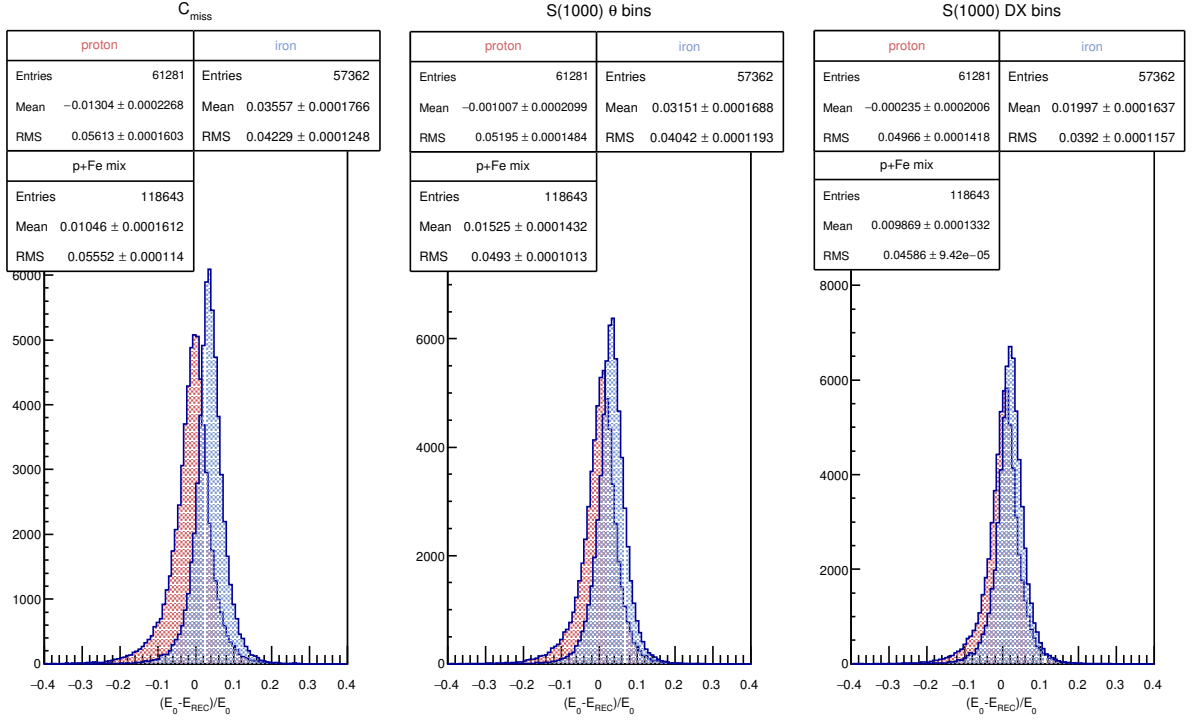 C_miss
proton iron
Entries 61281 Entries 57362
Mean −0.01304 ± 0.0002268 Mean 0.03557 ± 0.0001766
RMS 0.05613 ± 0.0001603 RMS 0.04229 ± 0.0001248
p+Fe mix
Entries 118643
Mean 0.01046 ± 0.0001612
RMS 0.05552 ± 0.000114
6000
5000
4000
3000
2000
1000
0
−0.4 −0.3 −0.2 −0.1 0 0.1 0.2 0.3 0.4
(E_0-E_REC)/E_0
S(1000) θ bins
proton iron
Entries 61281 Entries 57362
Mean −0.001007 ± 0.0002099 Mean 0.03151 ± 0.0001688
RMS 0.05195 ± 0.0001484 RMS 0.04042 ± 0.0001193
p+Fe mix
Entries 118643
Mean 0.01525 ± 0.0001432
RMS 0.0493 ± 0.0001013
6000
4000
2000
0
−0.4 −0.3 −0.2 −0.1 0 0.1 0.2 0.3 0.4
(E_0-E_REC)/E_0
S(1000) DX bins
proton iron
Entries 61281 Entries 57362
Mean −0.000235 ± 0.0002006 Mean 0.01997 ± 0.0001637
RMS 0.04966 ± 0.0001418 RMS 0.0392 ± 0.0001157
p+Fe mix
Entries 118643
Mean 0.009869 ± 0.0001332
RMS 0.04586 ± 9.42e−05
8000
6000
4000
2000
0
−0.4 −0.3 −0.2 −0.1 0 0.1 0.2 0.3 0.4
(E_0-E_REC)/E_0